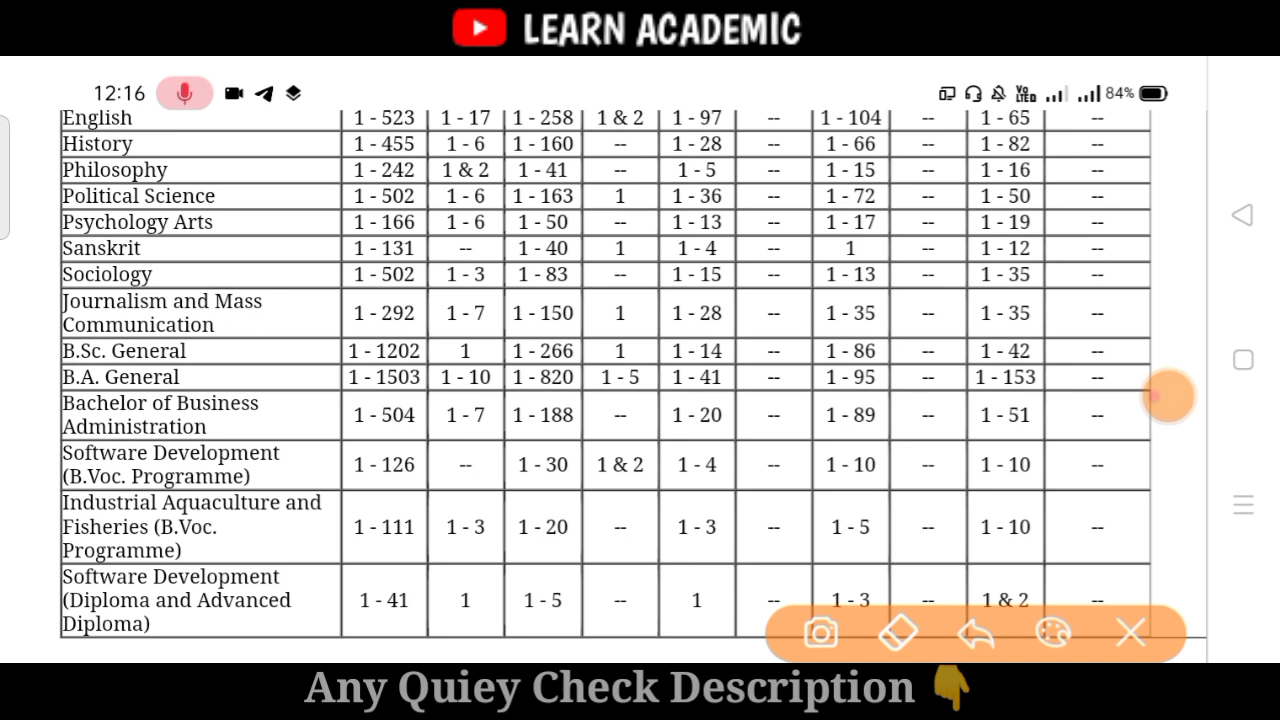 LEARN ACADEMIC
12:16 Vo LTED 84%
English 1 - 523 1 - 17 1 - 258 1 & 2 1 - 97 -- 1 - 104 -- 1 - 65 --
History 1 - 455 1 - 6 1 - 160 -- 1 - 28 -- 1 - 66 -- 1 - 82 --
Philosophy 1 - 242 1 & 2 1 - 41 -- 1 - 5 -- 1 - 15 -- 1 - 16 --
Political Science 1 - 502 1 - 6 1 - 163 1 1 - 36 -- 1 - 72 -- 1 - 50 --
Psychology Arts 1 - 166 1 - 6 1 - 50 -- 1 - 13 -- 1 - 17 -- 1 - 19 --
Sanskrit 1 - 131 -- 1 - 40 1 1 - 4 -- 1 -- 1 - 12 --
Sociology 1 - 502 1 - 3 1 - 83 -- 1 - 15 -- 1 - 13 -- 1 - 35 --
Journalism and Mass
Communication 1 - 292 1 - 7 1 - 150 1 1 - 28 -- 1 - 35 -- 1 - 35 --
B.Sc. General 1 - 1202 1 1 - 266 1 1 - 14 -- 1 - 86 -- 1 - 42 --
B.A. General 1 - 1503 1 - 10 1 - 820 1 - 5 1 - 41 -- 1 - 95 -- 1 - 153 --
Bachelor of Business
Administration 1 - 504 1 - 7 1 - 188 -- 1 - 20 -- 1 - 89 -- 1 - 51 --
Software Development
(B.Voc. Programme) 1 - 126 -- 1 - 30 1 & 2 1 - 4 -- 1 - 10 -- 1 - 10 --
Industrial Aquaculture and
Fisheries (B.Voc. 1 - 111 1 - 3 1 - 20 -- 1 - 3 -- 1 - 5 -- 1 - 10 --
Programme)
Software Development
(Diploma and Advanced 1 - 41 1 1 - 5 -- 1 -- 1 - 3 -- 1 & 2 --
Diploma)
Any Quiey Check Description